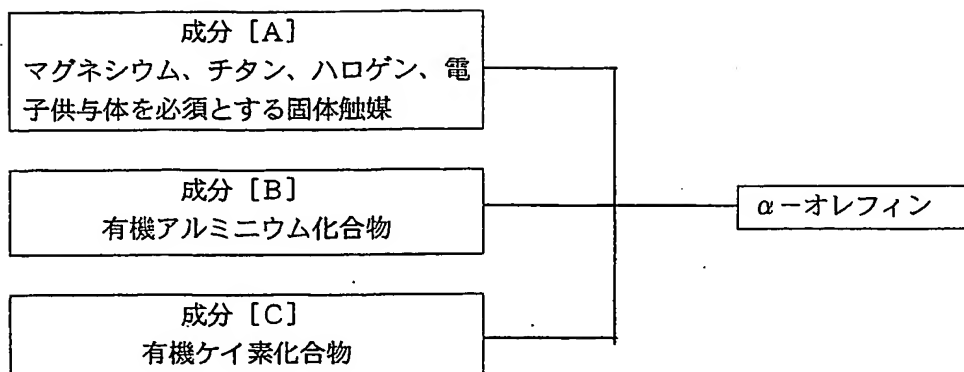 成分 [A]
マグネシウム、チタン、ハロゲン、電
子供与体を必須とする固体触媒
成分 [B]
有機アルミニウム化合物
α－オレフィン
成分 [C]
有機ケイ素化合物